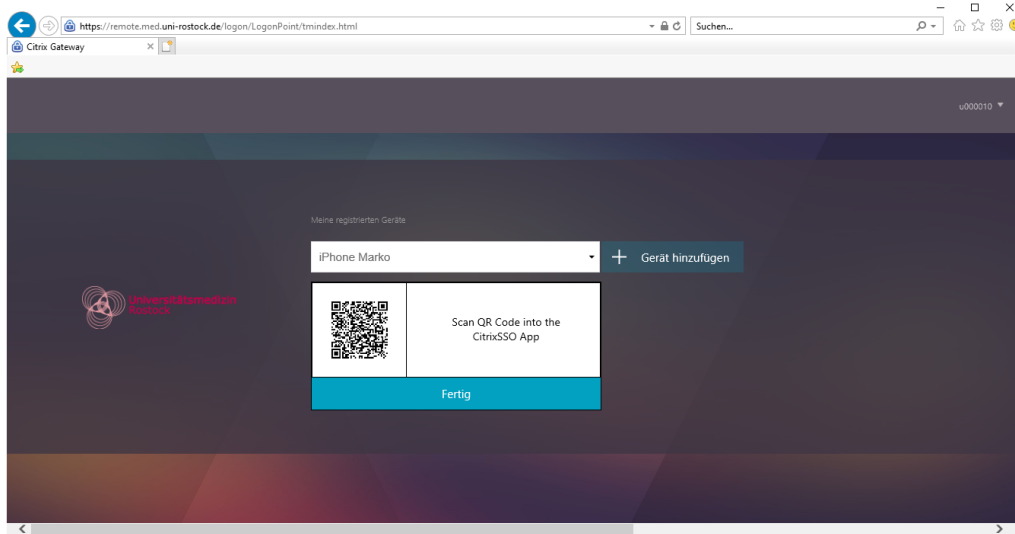 https://remote.med.uni-rostock.de/logon/LogonPoint/tmindex.html
Suchen...
Citrix Gateway
u000010
Meine registrierten Geräte
iPhone Marko
Gerät hinzufügen
Universitätsmedizin
Rostock
Scan QR Code into the
CitrixSSO App
Fertig